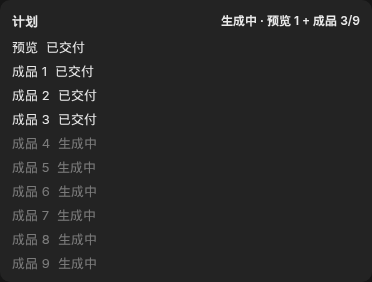 计划 生成中 · 预览 1 + 成品 3/9
预览 已交付
成品 1 已交付
成品 2 已交付
成品 3 已交付
成品 4 生成中
成品 5 生成中
成品 6 生成中
成品 7 生成中
成品 8 生成中
成品 9 生成中